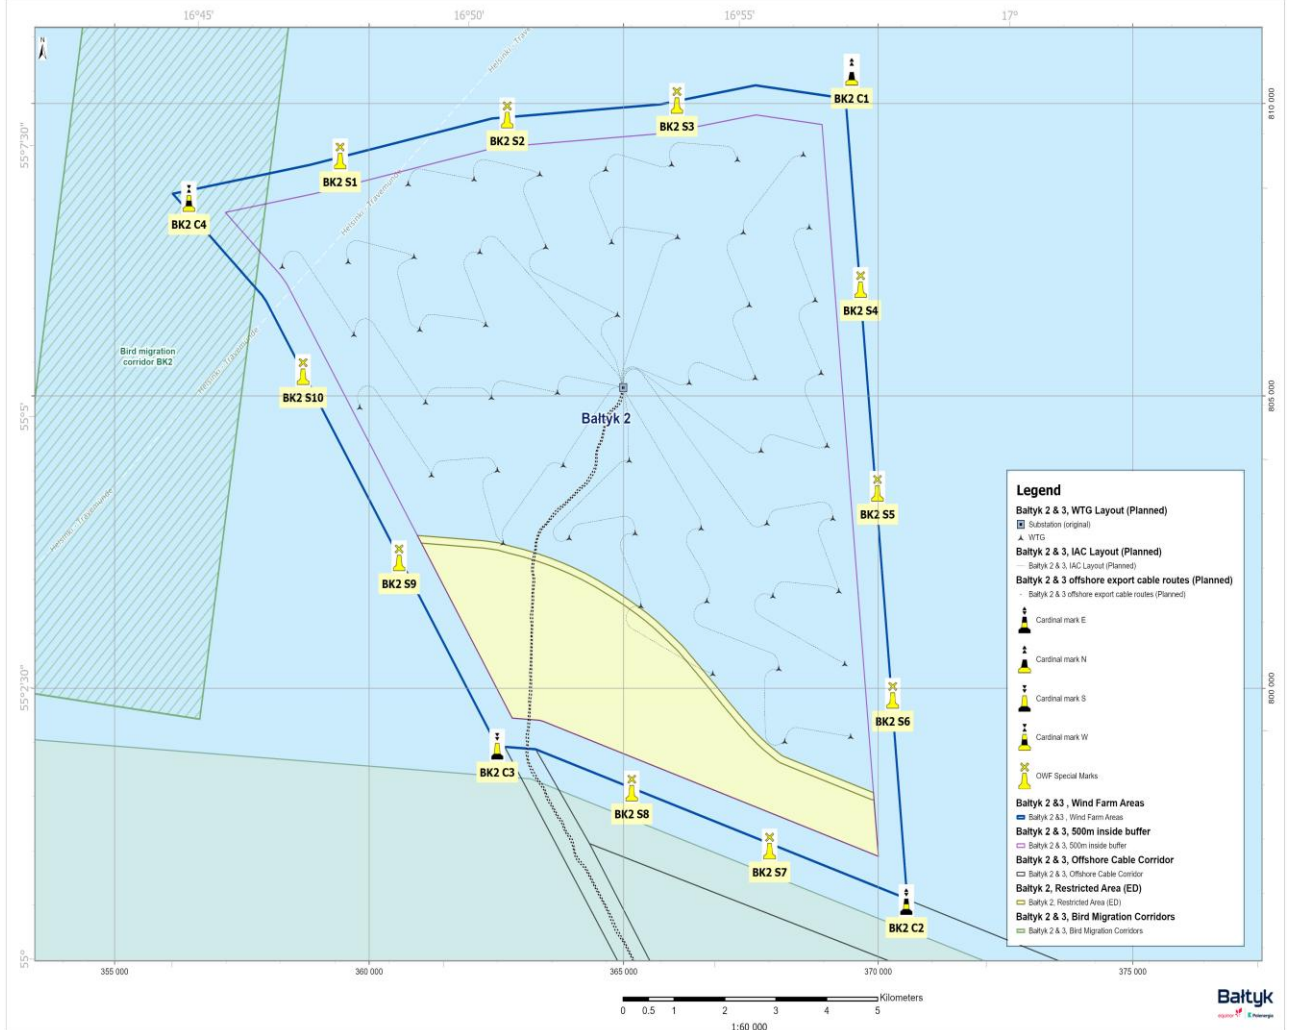 16°45'
16°50'
16°55'
17°
N
Helsinki - Trave
BK2 C1
810 000
BK2 S3
BK2 S2
55°7'30"
BK2 S1
Helsinki - Travemunde
BK2 C4
BK2 S4
Bird migration
corridor BK2
Helsinki - Travemunde
BK2 S10
805 000
55°5'
Bałtyk 2
Helsinki - Travemunde
BK2 S5
BK2 S9
55°2'30"
800 000
BK2 S6
BK2 C3
BK2 S8
BK2 S7
BK2 C2
55°
Legend
Bałtyk 2 & 3, WTG Layout (Planned)
Substation (original)
WTG
Bałtyk 2 & 3, IAC Layout (Planned)
Bałtyk 2 & 3, IAC Layout (Planned)
Bałtyk 2 & 3 offshore export cable routes (Planned)
Bałtyk 2 & 3 offshore export cable routes (Planned)
Cardinal mark E
Cardinal mark N
Cardinal mark S
Cardinal mark W
OWF Special Marks
Bałtyk 2 &3 , Wind Farm Areas
Bałtyk 2 &3 , Wind Farm Areas
Bałtyk 2 & 3, 500m inside buffer
Bałtyk 2 & 3, 500m inside buffer
Bałtyk 2 & 3, Offshore Cable Corridor
Bałtyk 2 & 3, Offshore Cable Corridor
Bałtyk 2, Restricted Area (ED)
Bałtyk 2, Restricted Area (ED)
Bałtyk 2 & 3, Bird Migration Corridors
Bałtyk 2 & 3, Bird Migration Corridors
355 000
360 000
365 000
370 000
375 000
Kilometers
0 0.5 1 2 3 4 5
1:60 000
Bałtyk
equinor Polenergia